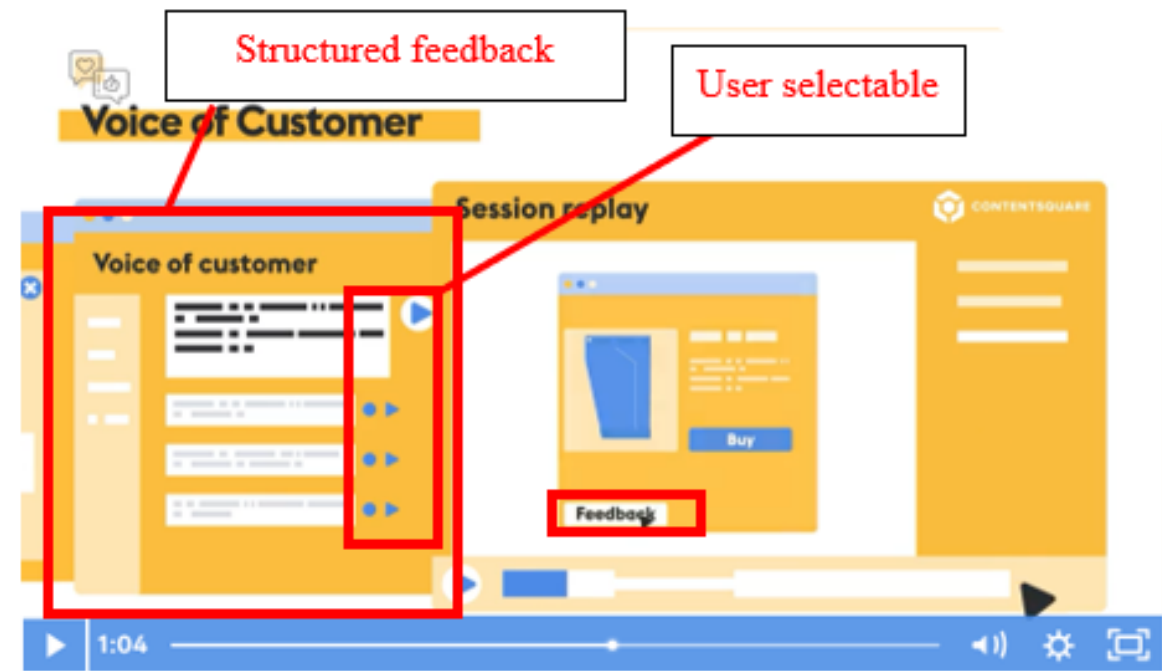 Structured feedback
User selectable
Voice of Customer
Session replay
CONTENTSQUARE
Voice of customer
Buy
Feedback
1:04